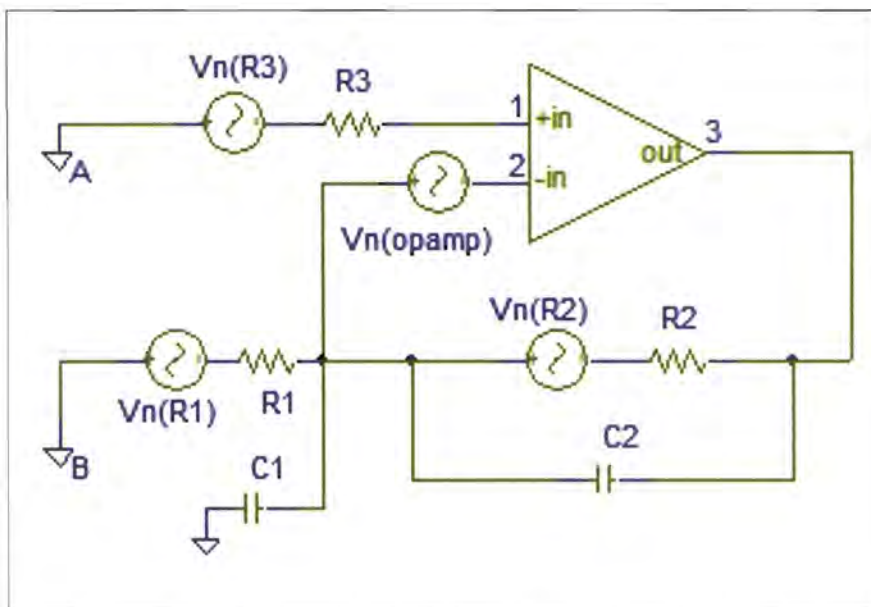 Vn(R3)
R3
1
+in
3
out
A
2
-in
Vn(opamp)
Vn(R2)
R2
Vn(R1)
R1
B
C1
C2